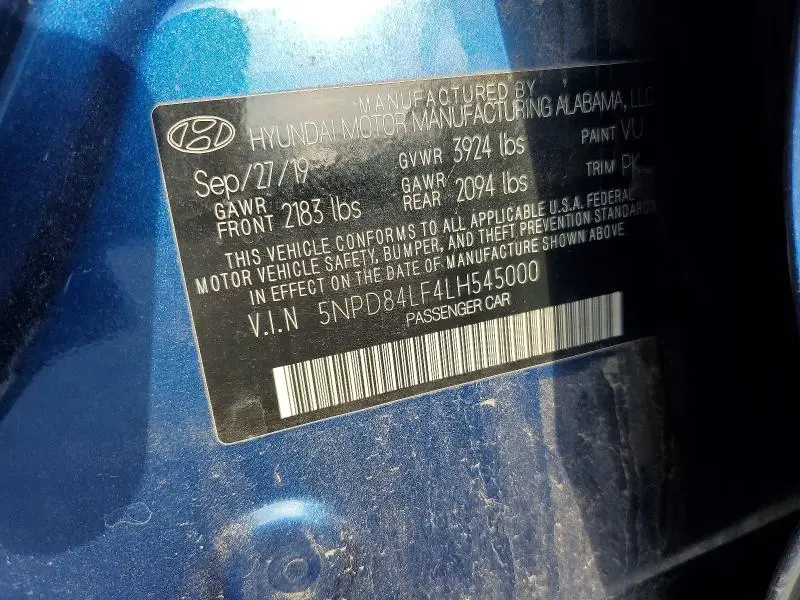 MANUFACTURED BY
HYUNDAI MOTOR MANUFACTURING ALABAMA, LLC
Sep/27/19 GVWR 3924 lbs PAINT VU
GAWR FRONT 2183 lbs GAWR/ REAR 2094 lbs TRIM PK
THIS VEHICLE CONFORMS TO ALL APPLICABLE U.S.A. FEDERAL
MOTOR VEHICLE SAFETY, BUMPER, AND THEFT PREVENTION STANDARDS
IN EFFECT ON THE DATE OF MANUFACTURE SHOWN ABOVE
V.I.N 5NPD84LF4LH545000
PASSENGER CAR